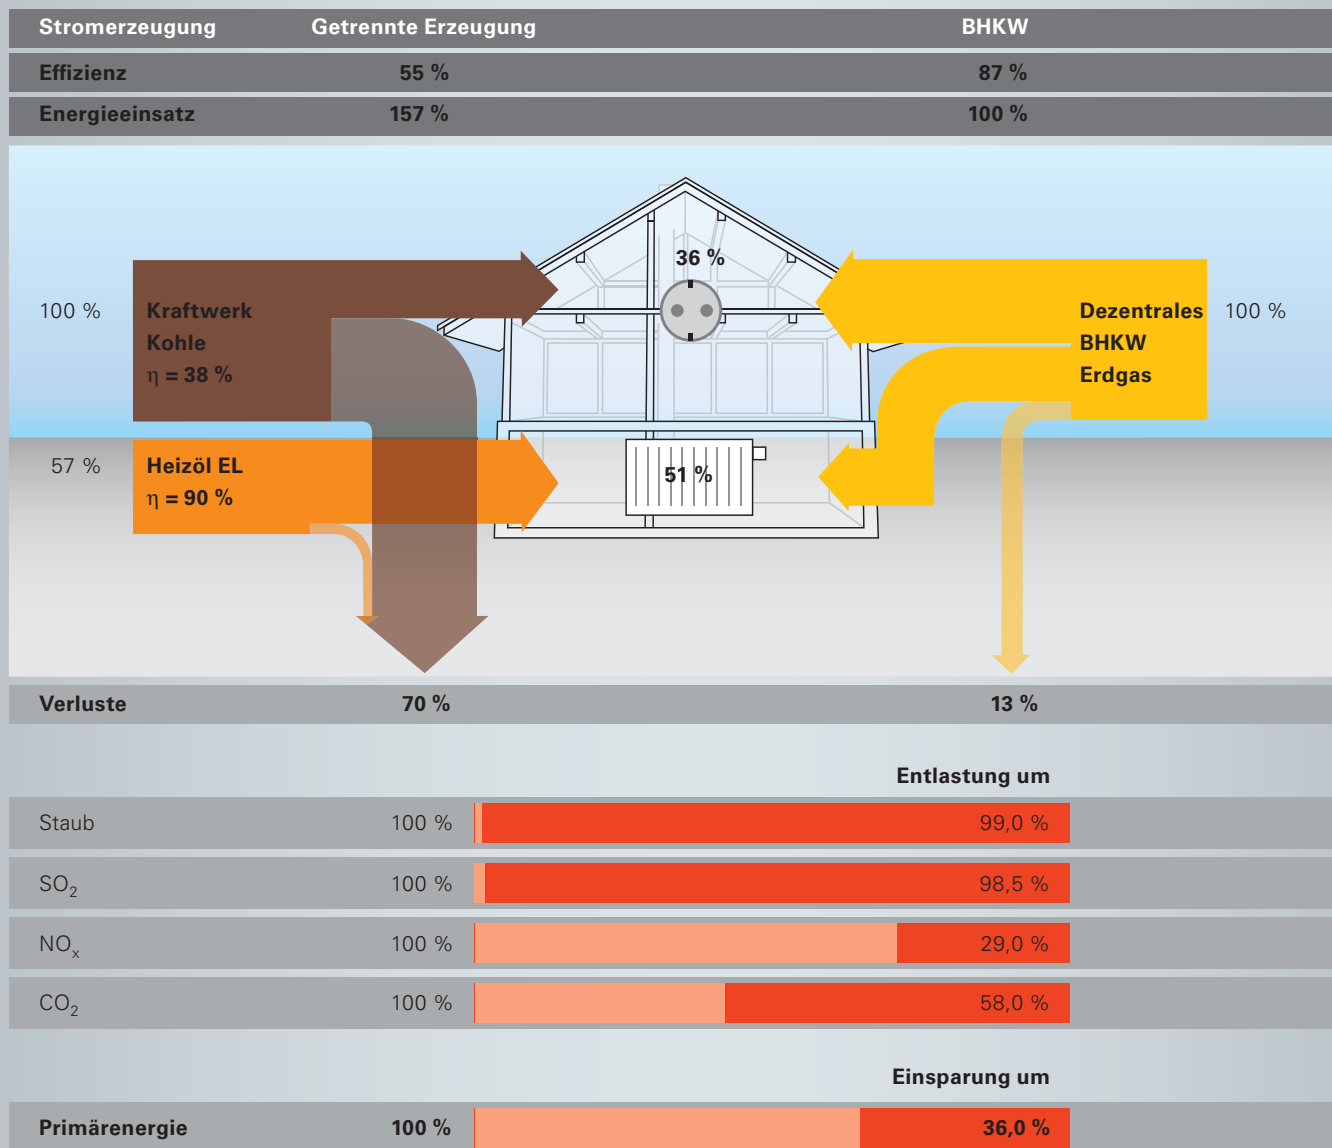 Stromerzeugung Getrennte Erzeugung BHKW
Effizienz 55 % 87 %
Energieeinsatz 157 % 100 %
36 %
100 %
Kraftwerk
Kohle
η = 38 %
Dezentrales
BHKW
Erdgas
100 %
57 %
Heizöl EL
η = 90 %
51 %
Verluste 70 % 13 %
Entlastung um
Staub 100 % 99,0 %
SO₂ 100 % 98,5 %
NOₓ 100 % 29,0 %
CO₂ 100 % 58,0 %
Einsparung um
Primärenergie 100 % 36,0 %